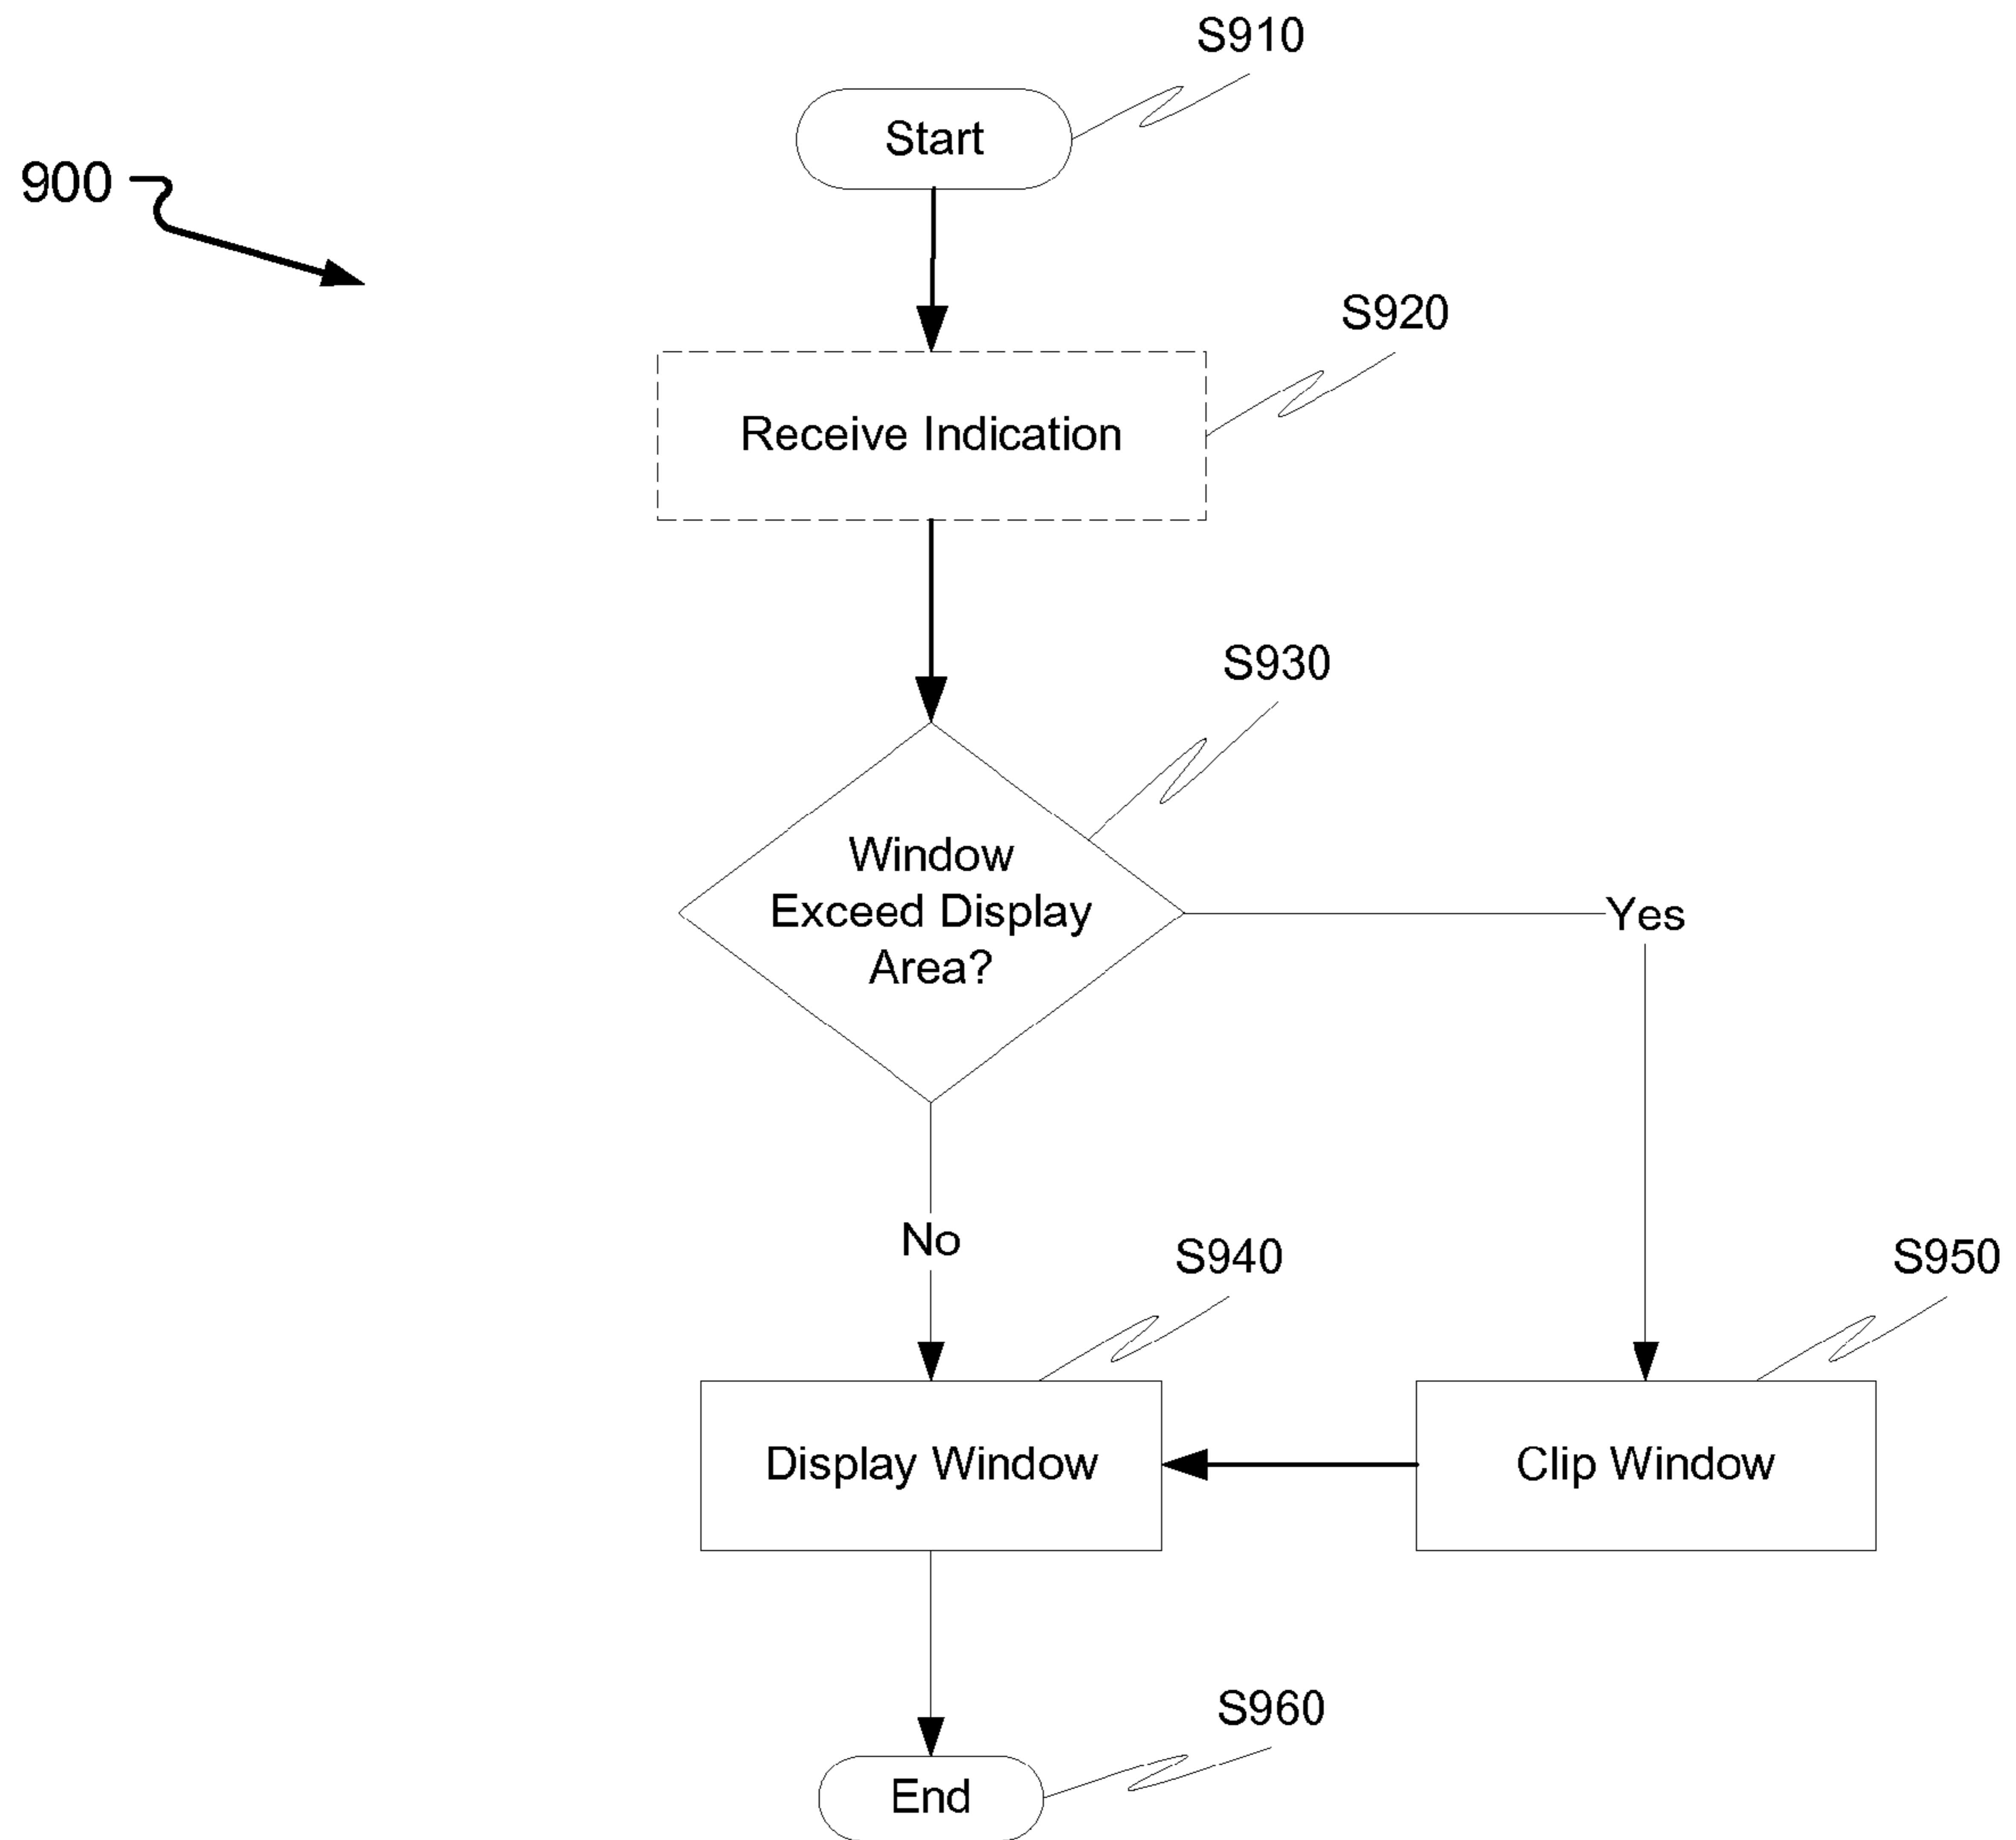 S910
Start
900
S920
Receive Indication
S930
Window
Exceed Display
Area?
Yes
No
S940
S950
Display Window
Clip Window
S960
End